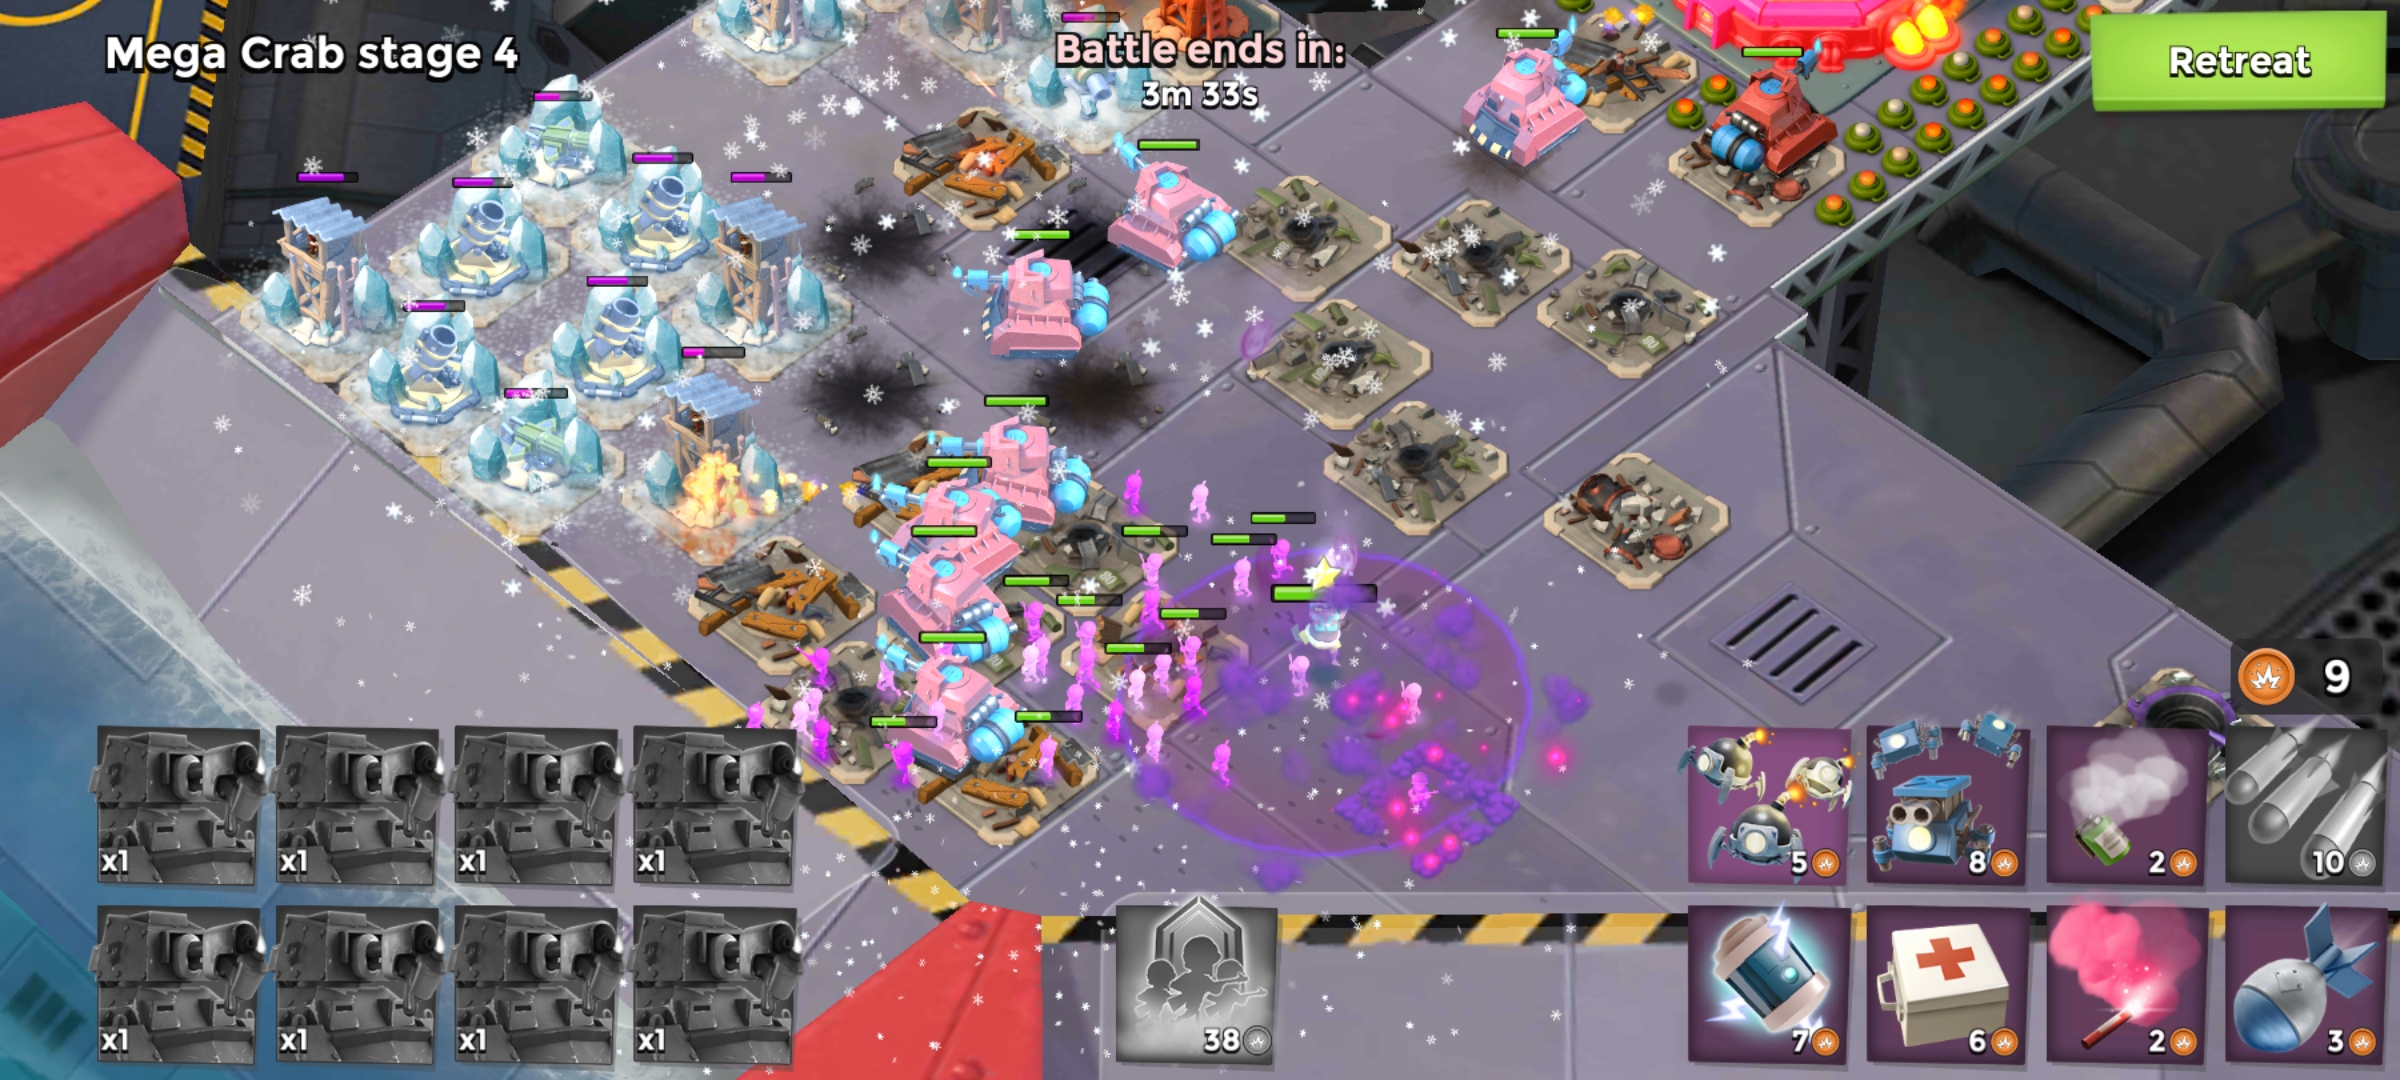 Mega Crab stage 4
Battle ends in:
3m 33s
Retreat
9
x1
x1
x1
x1
5
8
2
10
x1
x1
x1
x1
38
7
6
2
3